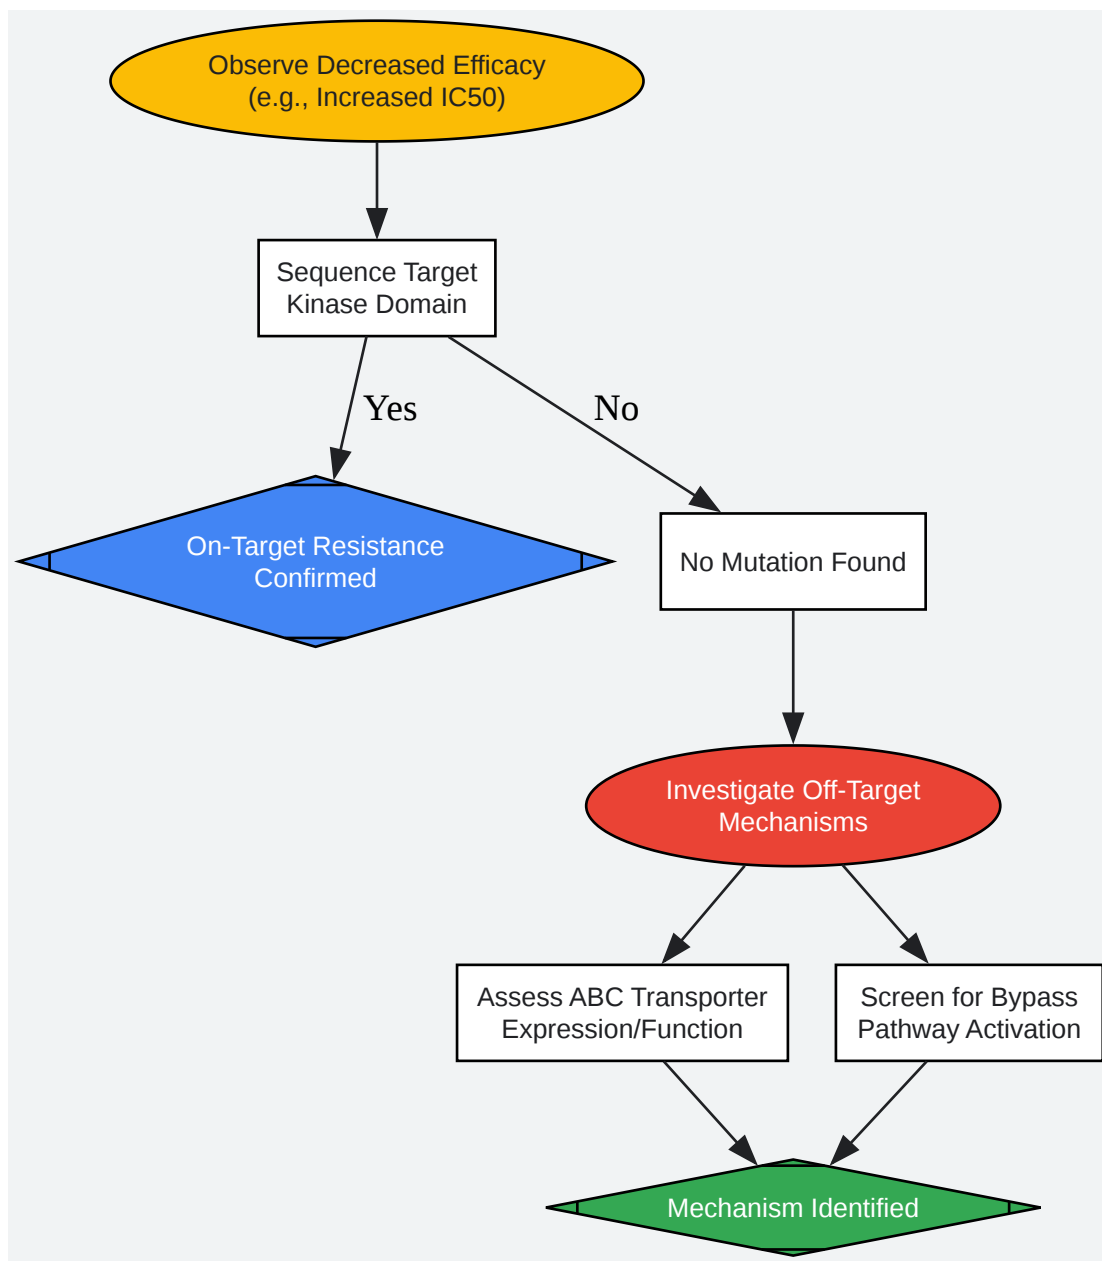 Observe Decreased Efficacy
(e.g., Increased IC50)
Sequence Target
Kinase Domain
Yes
No
On-Target Resistance
Confirmed
No Mutation Found
Investigate Off-Target
Mechanisms
Assess ABC Transporter
Expression/Function
Screen for Bypass
Pathway Activation
Mechanism Identified